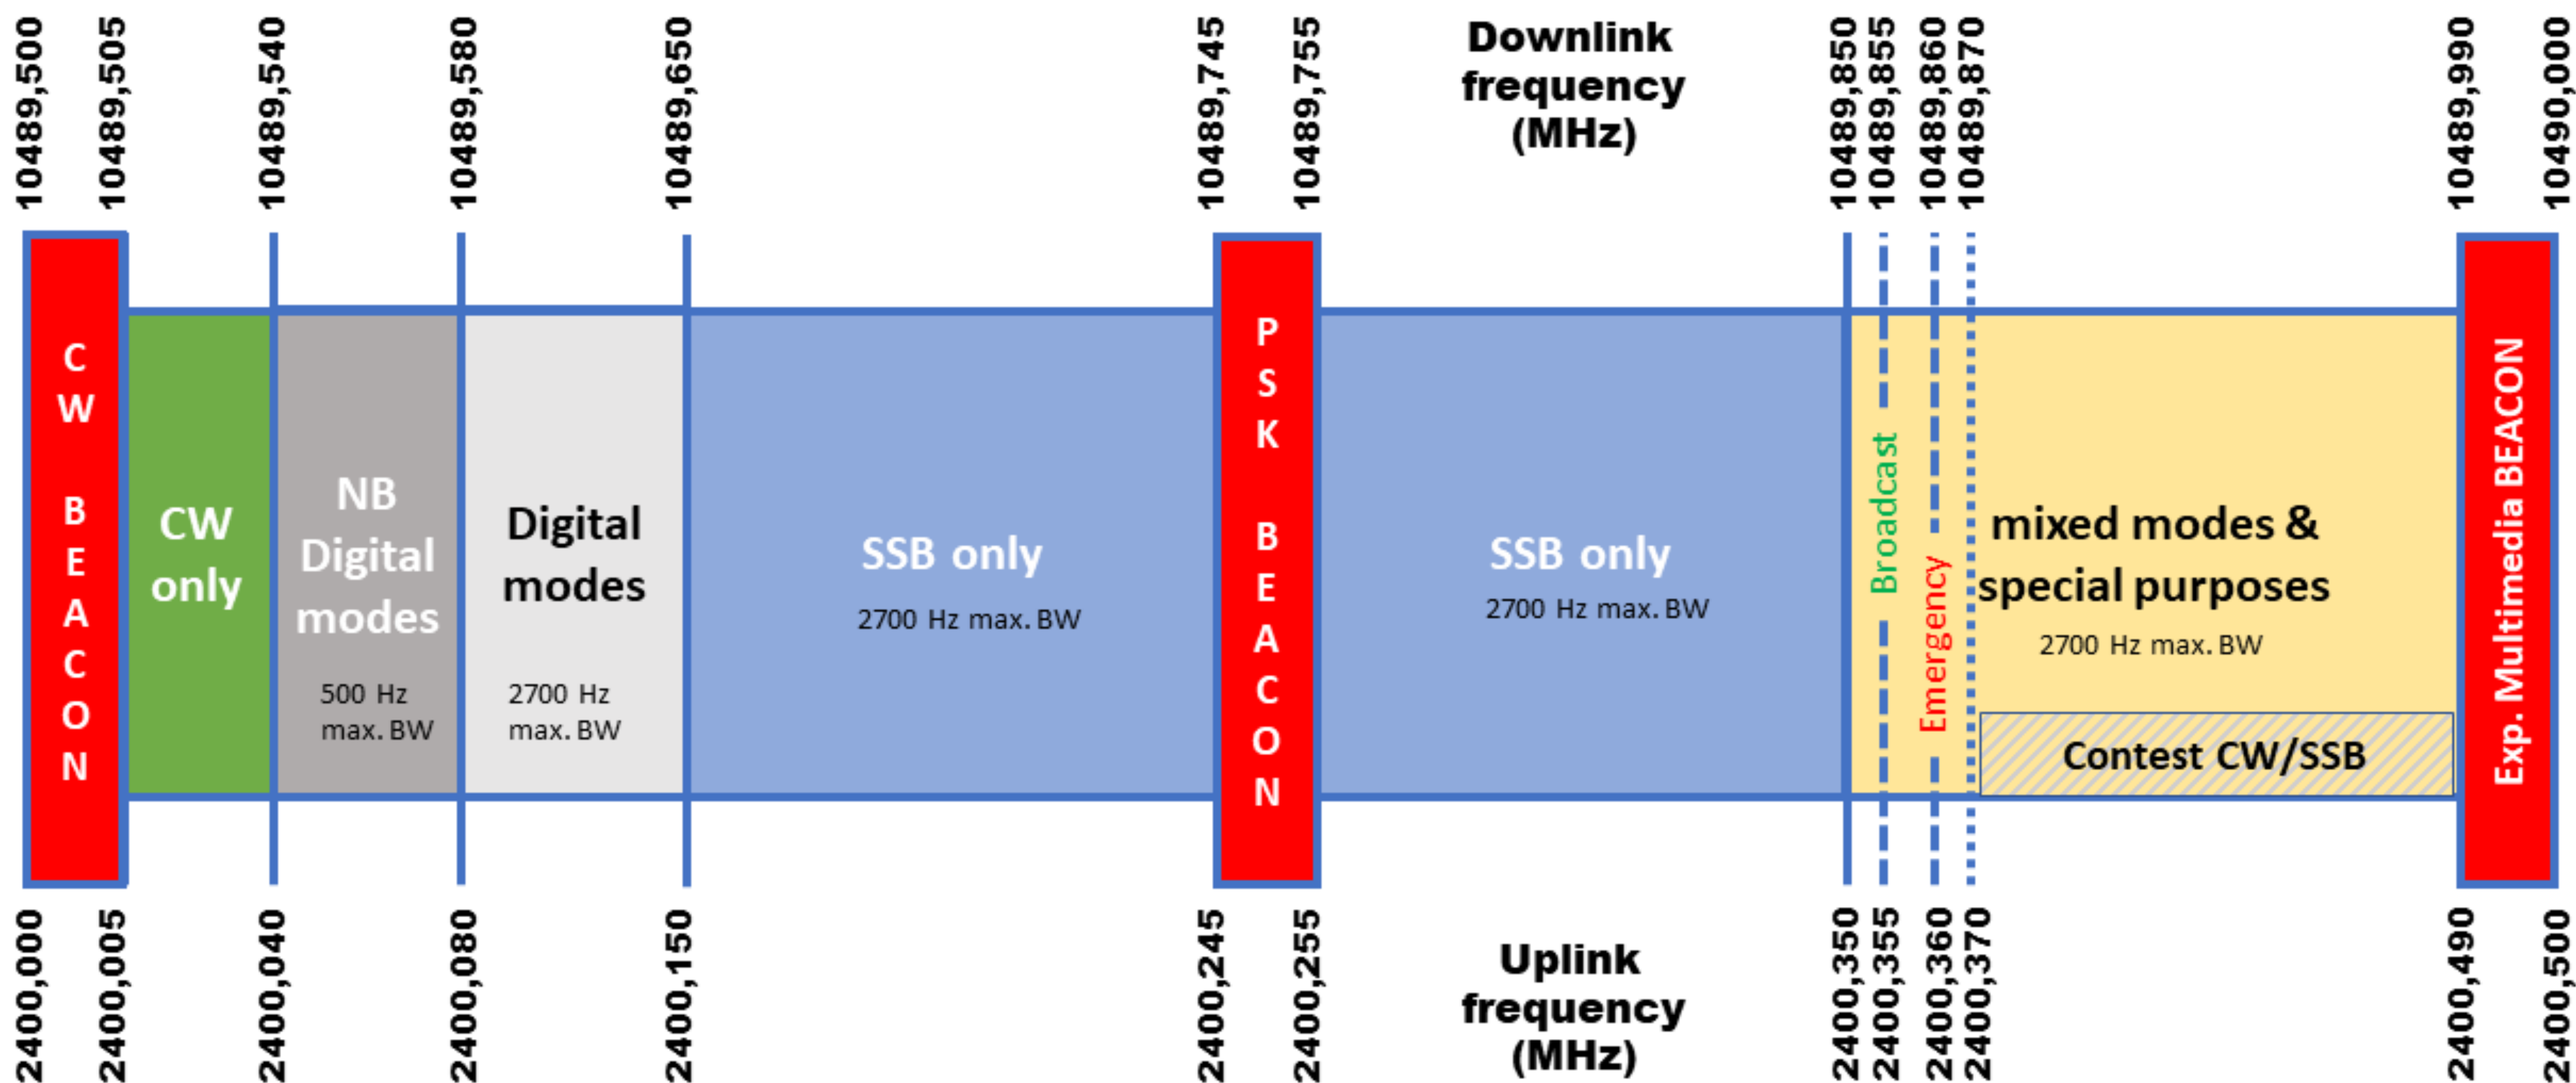 10489,500
10489,505
10489,540
10489,580
10489,650
10489,745
10489,755
Downlink
frequency
(MHz)
10489,850
10489,855
10489,860
10489,870
10489,990
10490,000
CW BEACON
CW
only
NB
Digital
modes
500 Hz
max. BW
Digital
modes
2700 Hz
max. BW
SSB only
2700 Hz max. BW
PSK BEACON
SSB only
2700 Hz max. BW
Broadcast
Emergency
mixed modes &
special purposes
2700 Hz max. BW
Contest CW/SSB
Exp. Multimedia BEACON
2400,000
2400,005
2400,040
2400,080
2400,150
2400,245
2400,255
Uplink
frequency
(MHz)
2400,350
2400,355
2400,360
2400,370
2400,490
2400,500